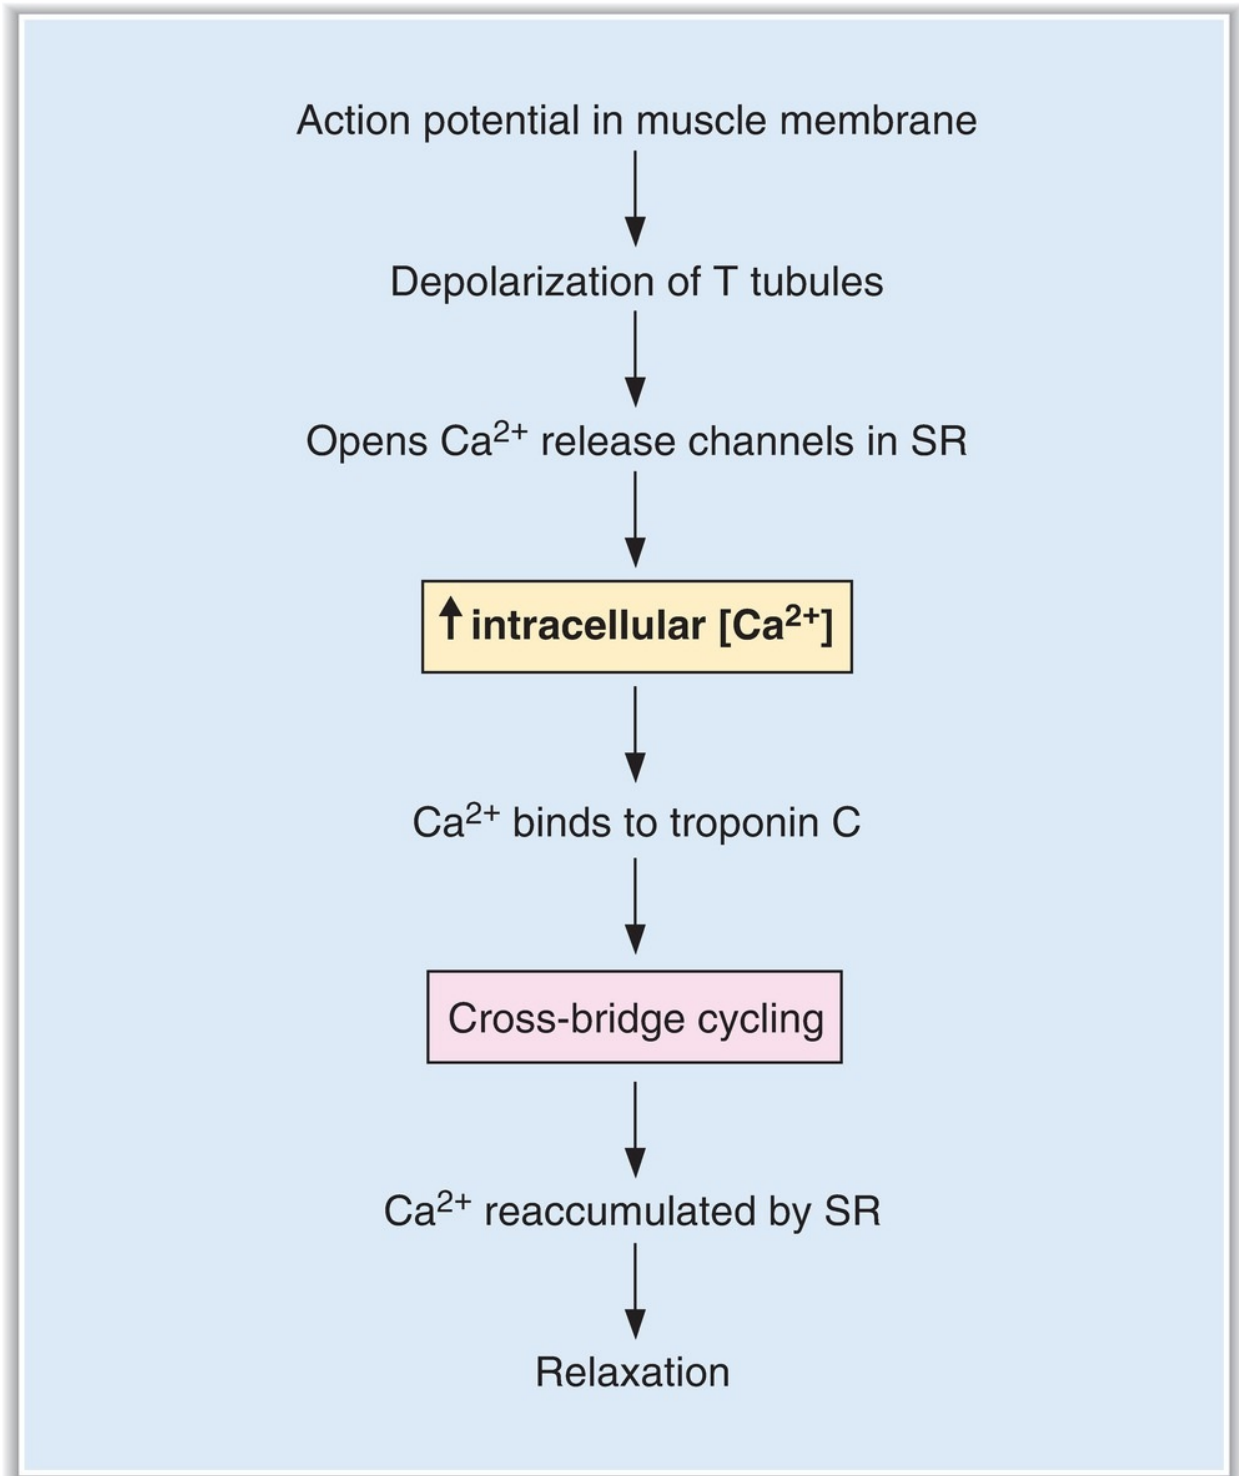 Action potential in muscle membrane
Depolarization of T tubules
Opens Ca²⁺ release channels in SR
↑ intracellular [Ca²⁺]
Ca²⁺ binds to troponin C
Cross-bridge cycling
Ca²⁺ reaccumulated by SR
Relaxation